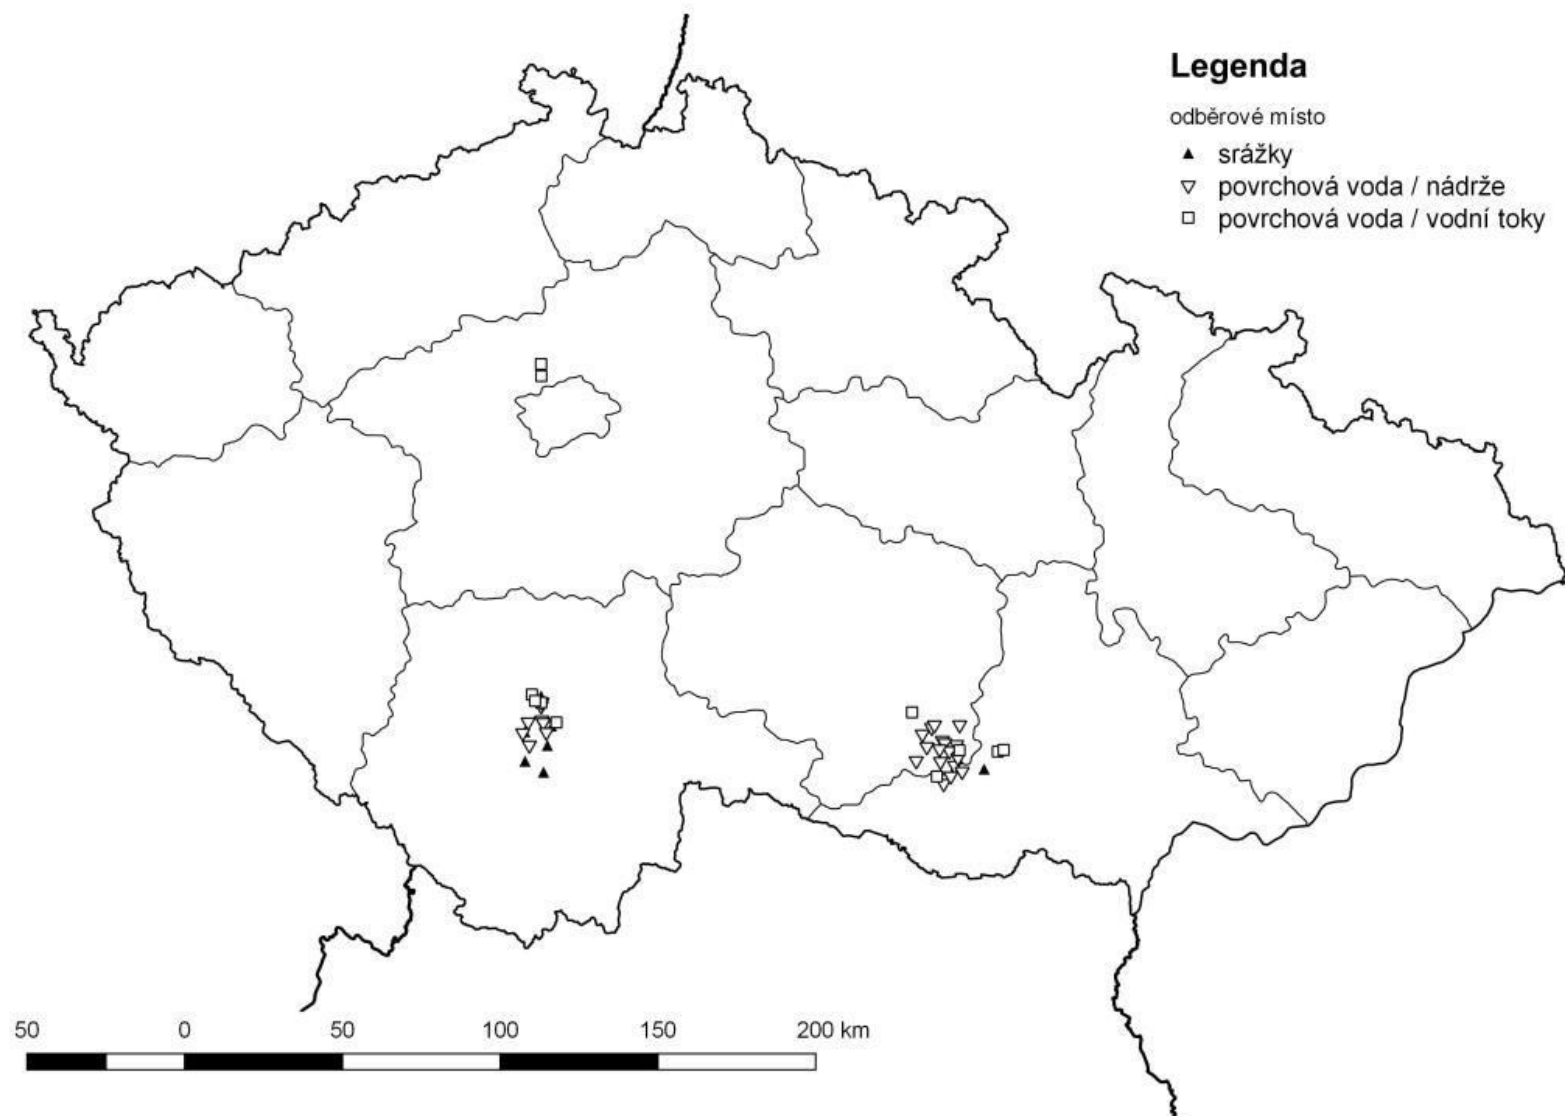 Legenda
odběrové místo
srážky
povrchová voda / nádrže
povrchová voda / vodní toky
50 0 50 100 150 200 km